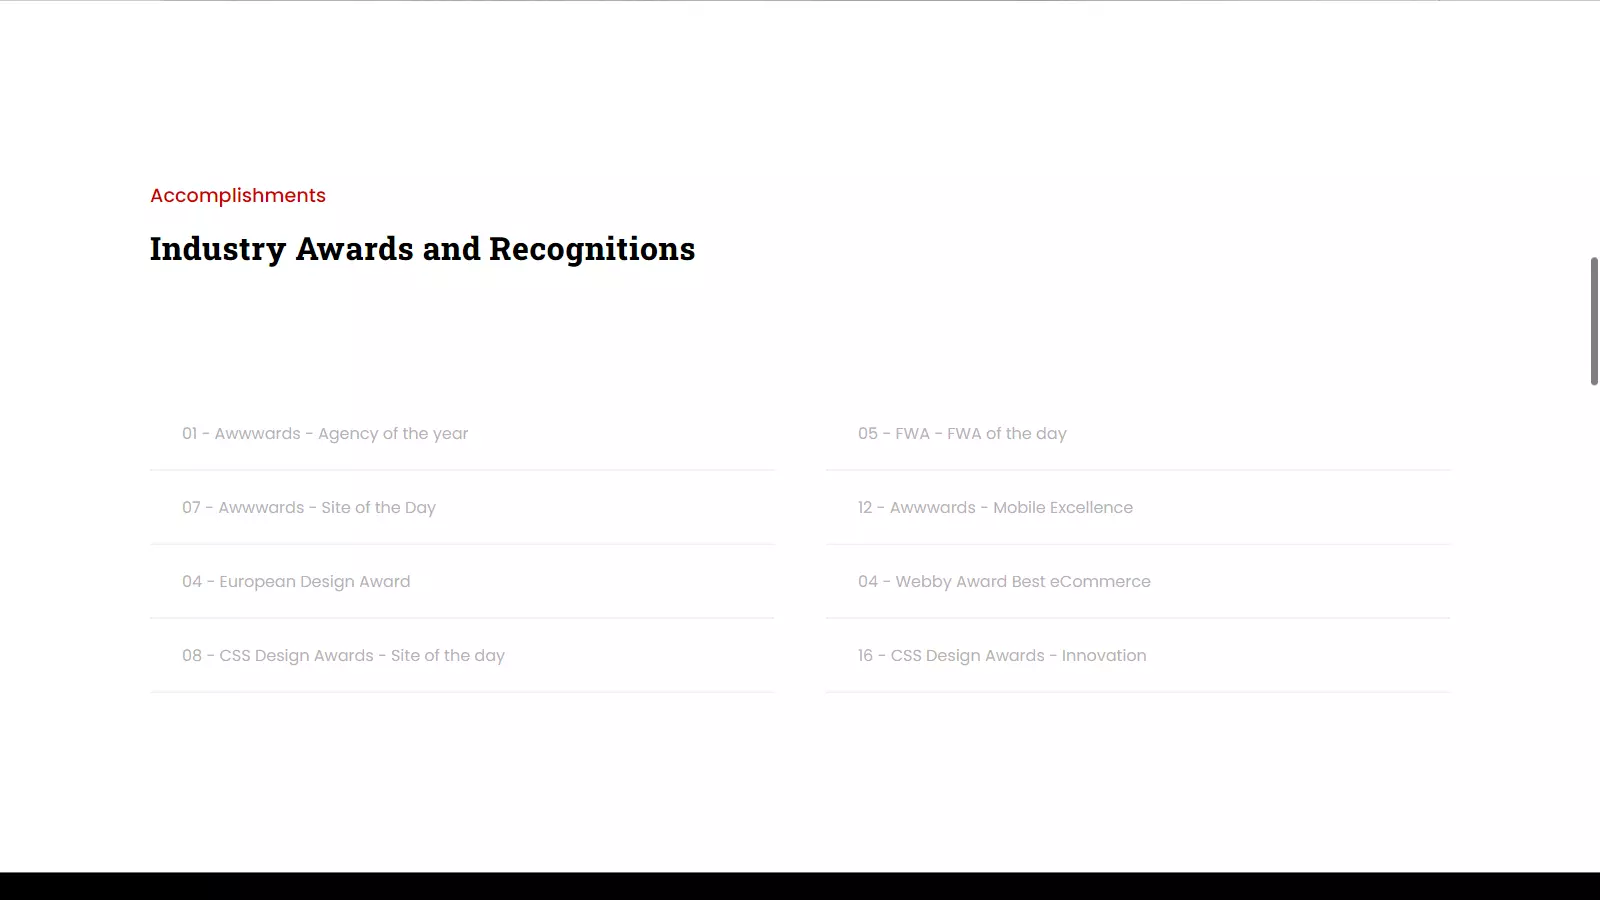 Accomplishments
Industry Awards and Recognitions
01 - Awwwards - Agency of the year
07 - Awwwards - Site of the Day
04 - European Design Award
08 - CSS Design Awards - Site of the day
05 - FWA - FWA of the day
12 - Awwwards - Mobile Excellence
04 - Webby Award Best eCommerce
16 - CSS Design Awards - Innovation